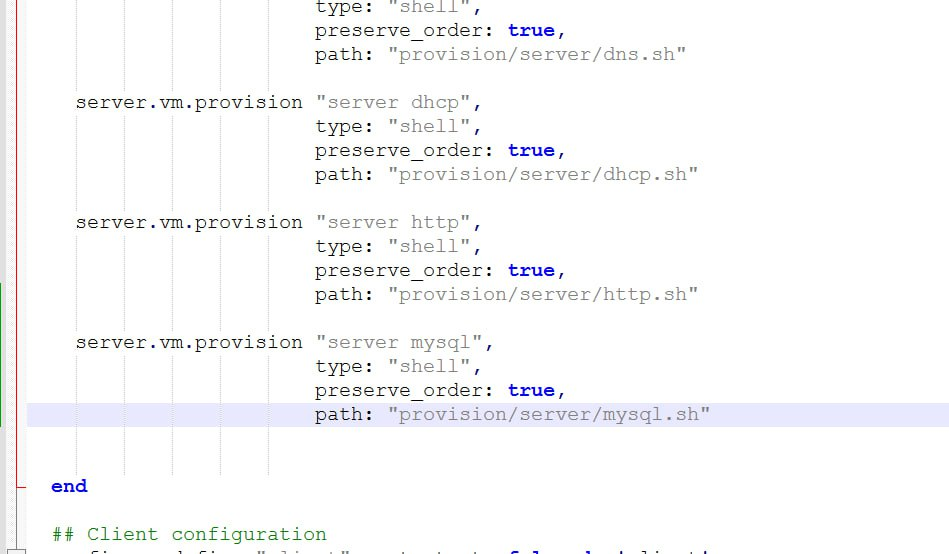 type: "shell",
preserve_order: true,
path: "provision/server/dns.sh"
server.vm.provision "server dhcp",
type: "shell",
preserve_order: true,
path: "provision/server/dhcp.sh"
server.vm.provision "server http",
type: "shell",
preserve_order: true,
path: "provision/server/http.sh"
server.vm.provision "server mysql",
type: "shell",
preserve_order: true,
path: "provision/server/mysql.sh"
end
## Client configuration